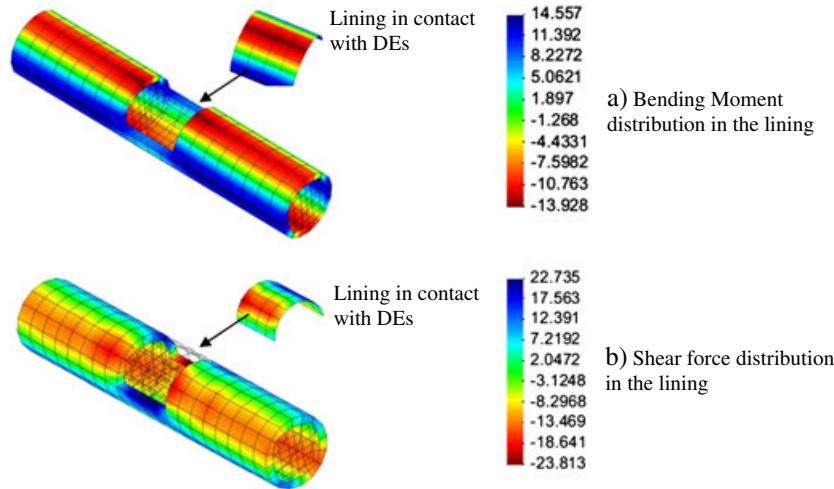 Lining in contact
with DEs
14.557
11.392
8.2272
5.0621
1.897
-1.268
-4.4331
-7.5982
-10.763
-13.928
a) Bending Moment
distribution in the lining
Lining in contact
with DEs
22.735
17.563
12.391
7.2192
2.0472
-3.1248
-8.2968
-13.469
-18.641
-23.813
b) Shear force distribution
in the lining